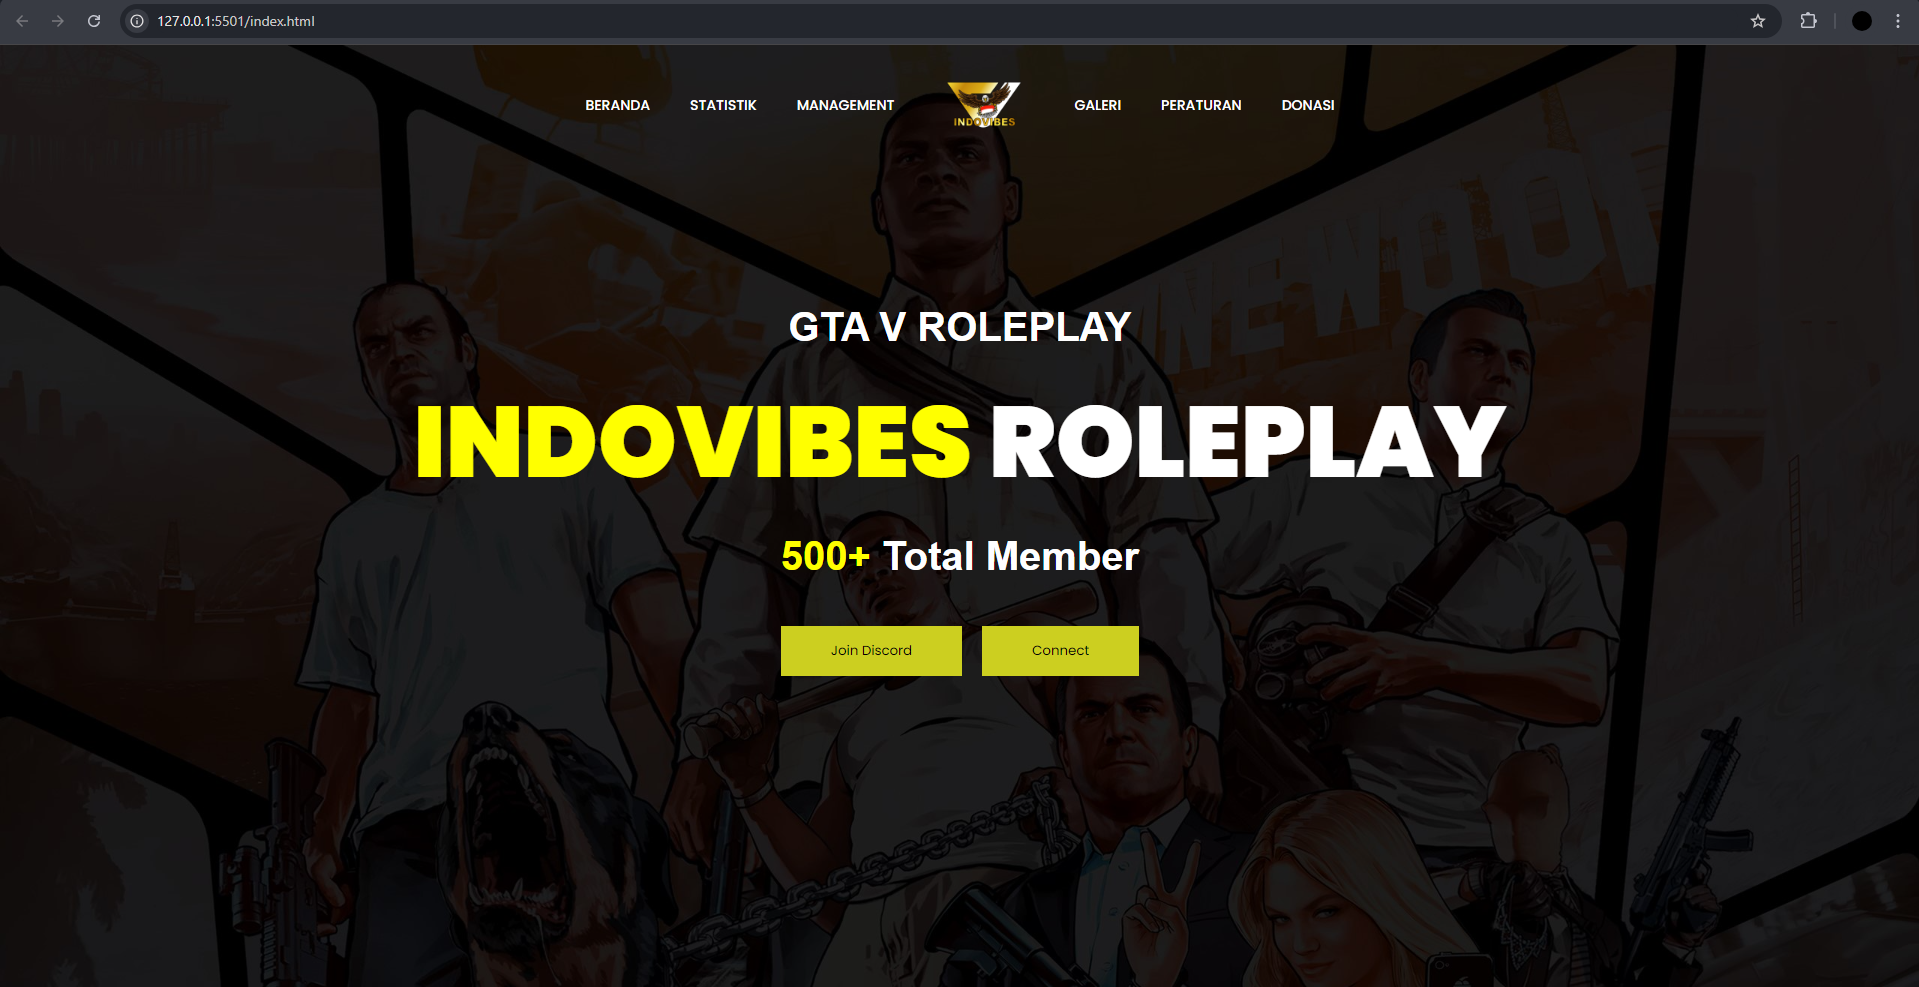 127.0.0.1:5501/index.html
BERANDA STATISTIK MANAGEMENT INDOVIBES GALERI PERATURAN DONASI
NEWOOD
GTA V ROLEPLAY
INDOVIBES ROLEPLAY
500+ Total Member
Join Discord Connect